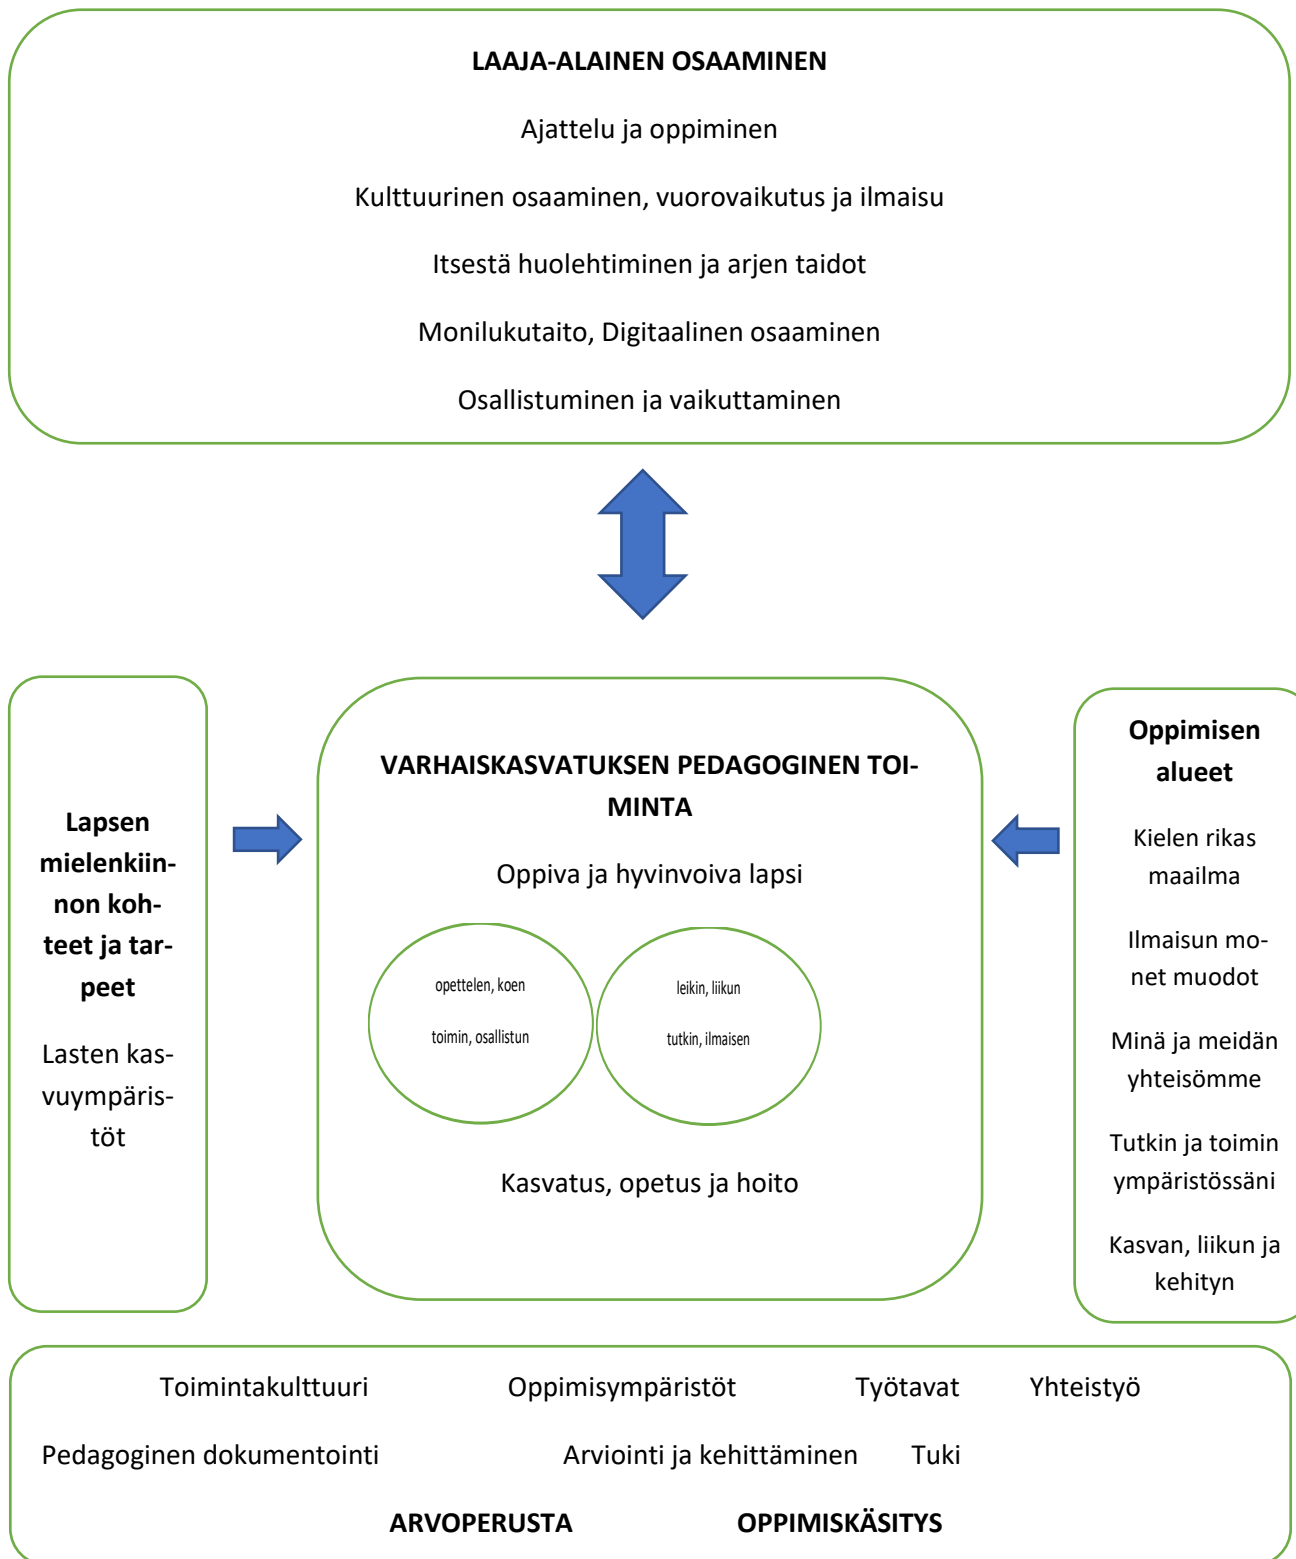 LAAJA-ALAINEN OSAAMINEN
Ajattelu ja oppiminen
Kulttuurinen osaaminen, vuorovaikutus ja ilmaisu
Itsestä huolehtiminen ja arjen taidot
Monilukutaito, Digitaalinen osaaminen
Osallistuminen ja vaikuttaminen
Lapsen
mielenkiin-
non koh-
teet ja tar-
peet
Lasten kas-
vuympäris-
töt
VARHAISKASVATUKSEN PEDAGOGINEN TOI-
MINTA
Oppiva ja hyvinvoiva lapsi
opettelen, koen
toimin, osallistun
leikin, liikun
tutkin, ilmaisen
Kasvatus, opetus ja hoito
Oppimisen
alueet
Kielen rikas
maailma
Ilmaisun mo-
net muodot
Minä ja meidän
yhteisömme
Tutkin ja toimin
ympäristössäni
Kasvan, liikun ja
kehityn
Toimintakulttuuri Oppimisympäristöt Työtavat Yhteistyö
Pedagoginen dokumentointi Arviointi ja kehittäminen Tuki
ARVOPERUSTA OPPIMISKÄSITYS